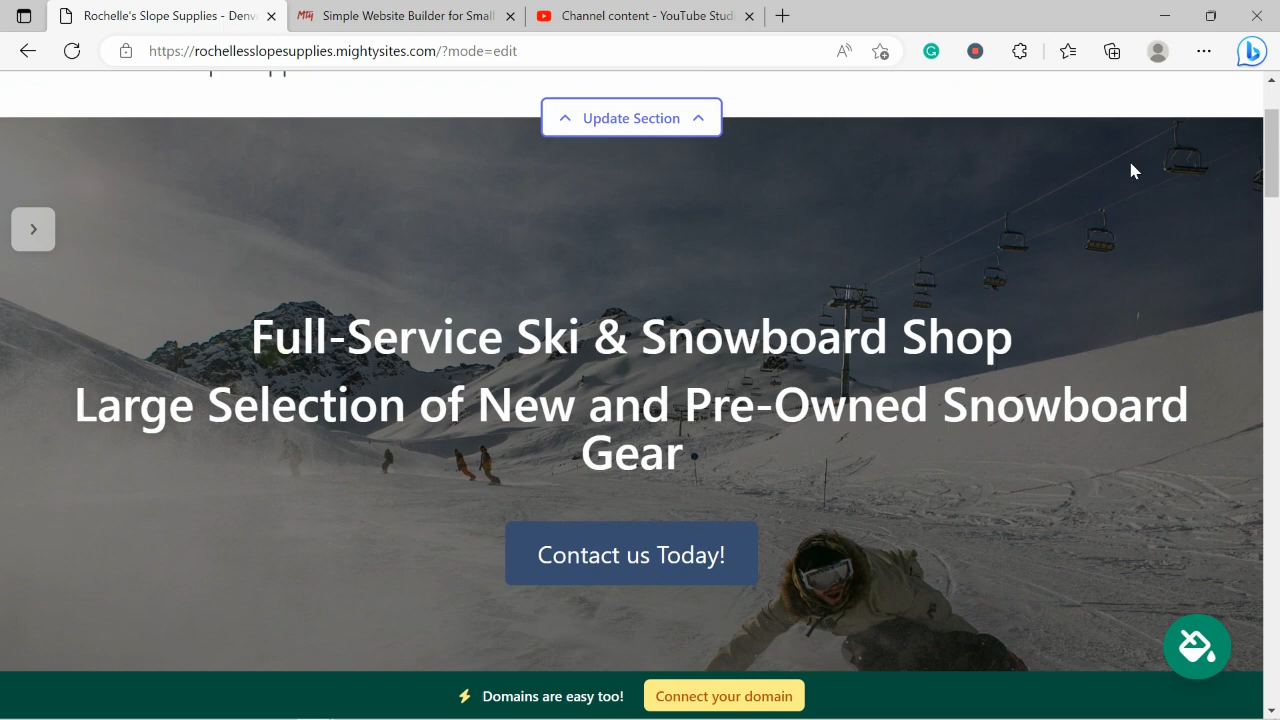 Rochelle's Slope Supplies - Denv
Simple Website Builder for Small
Channel content - YouTube Studi
https://rochellesslopesupplies.mightysites.com/?mode=edit
Update Section
Full-Service Ski & Snowboard Shop
Large Selection of New and Pre-Owned Snowboard
Gear
Contact us Today!
Domains are easy too!
Connect your domain